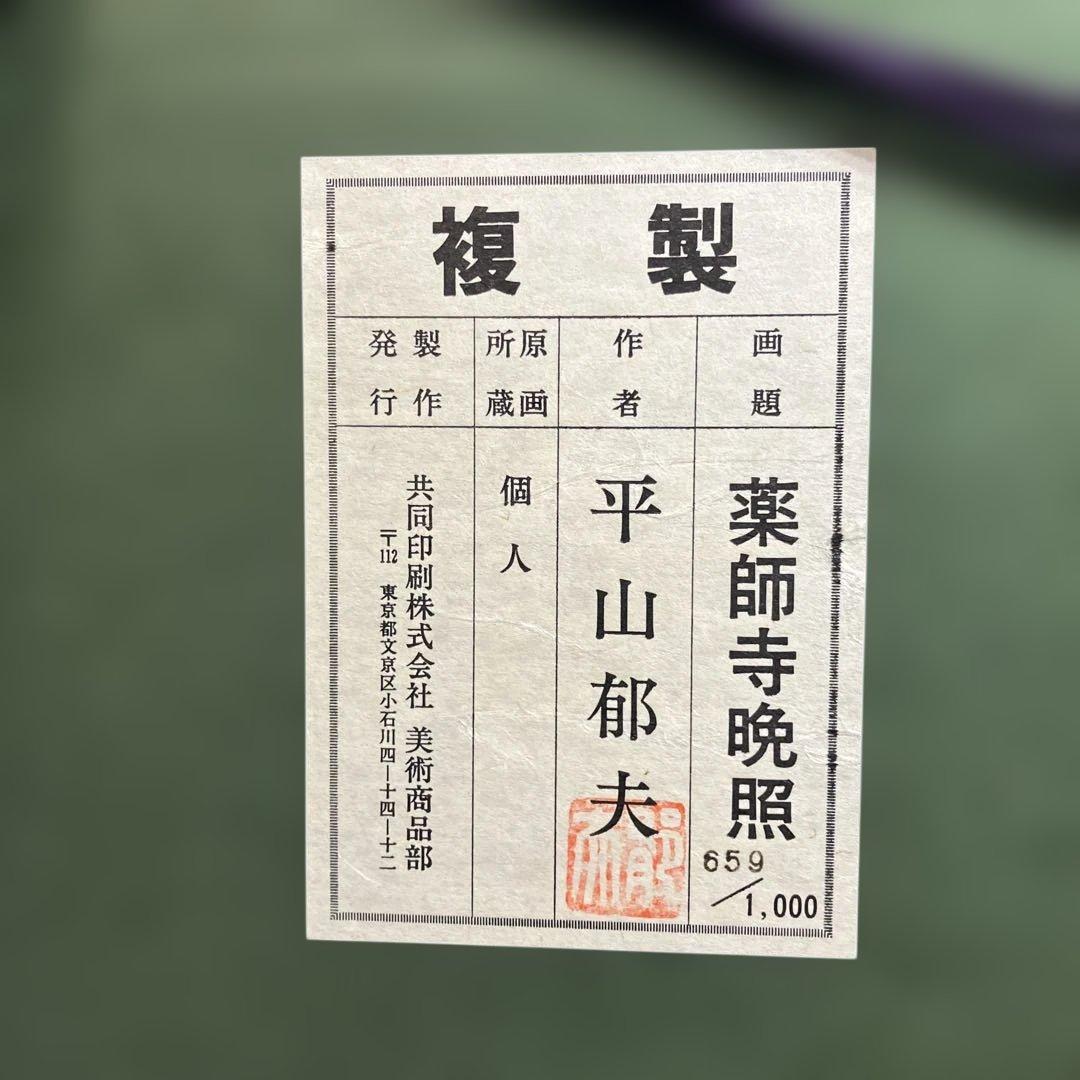 複製
画題
薬師寺晩照
659/1,000
作者
平山郁夫
原画所蔵
個人
製作発行
共同印刷株式会社 美術商品部
〒112 東京都文京区小石川四―十四―十二